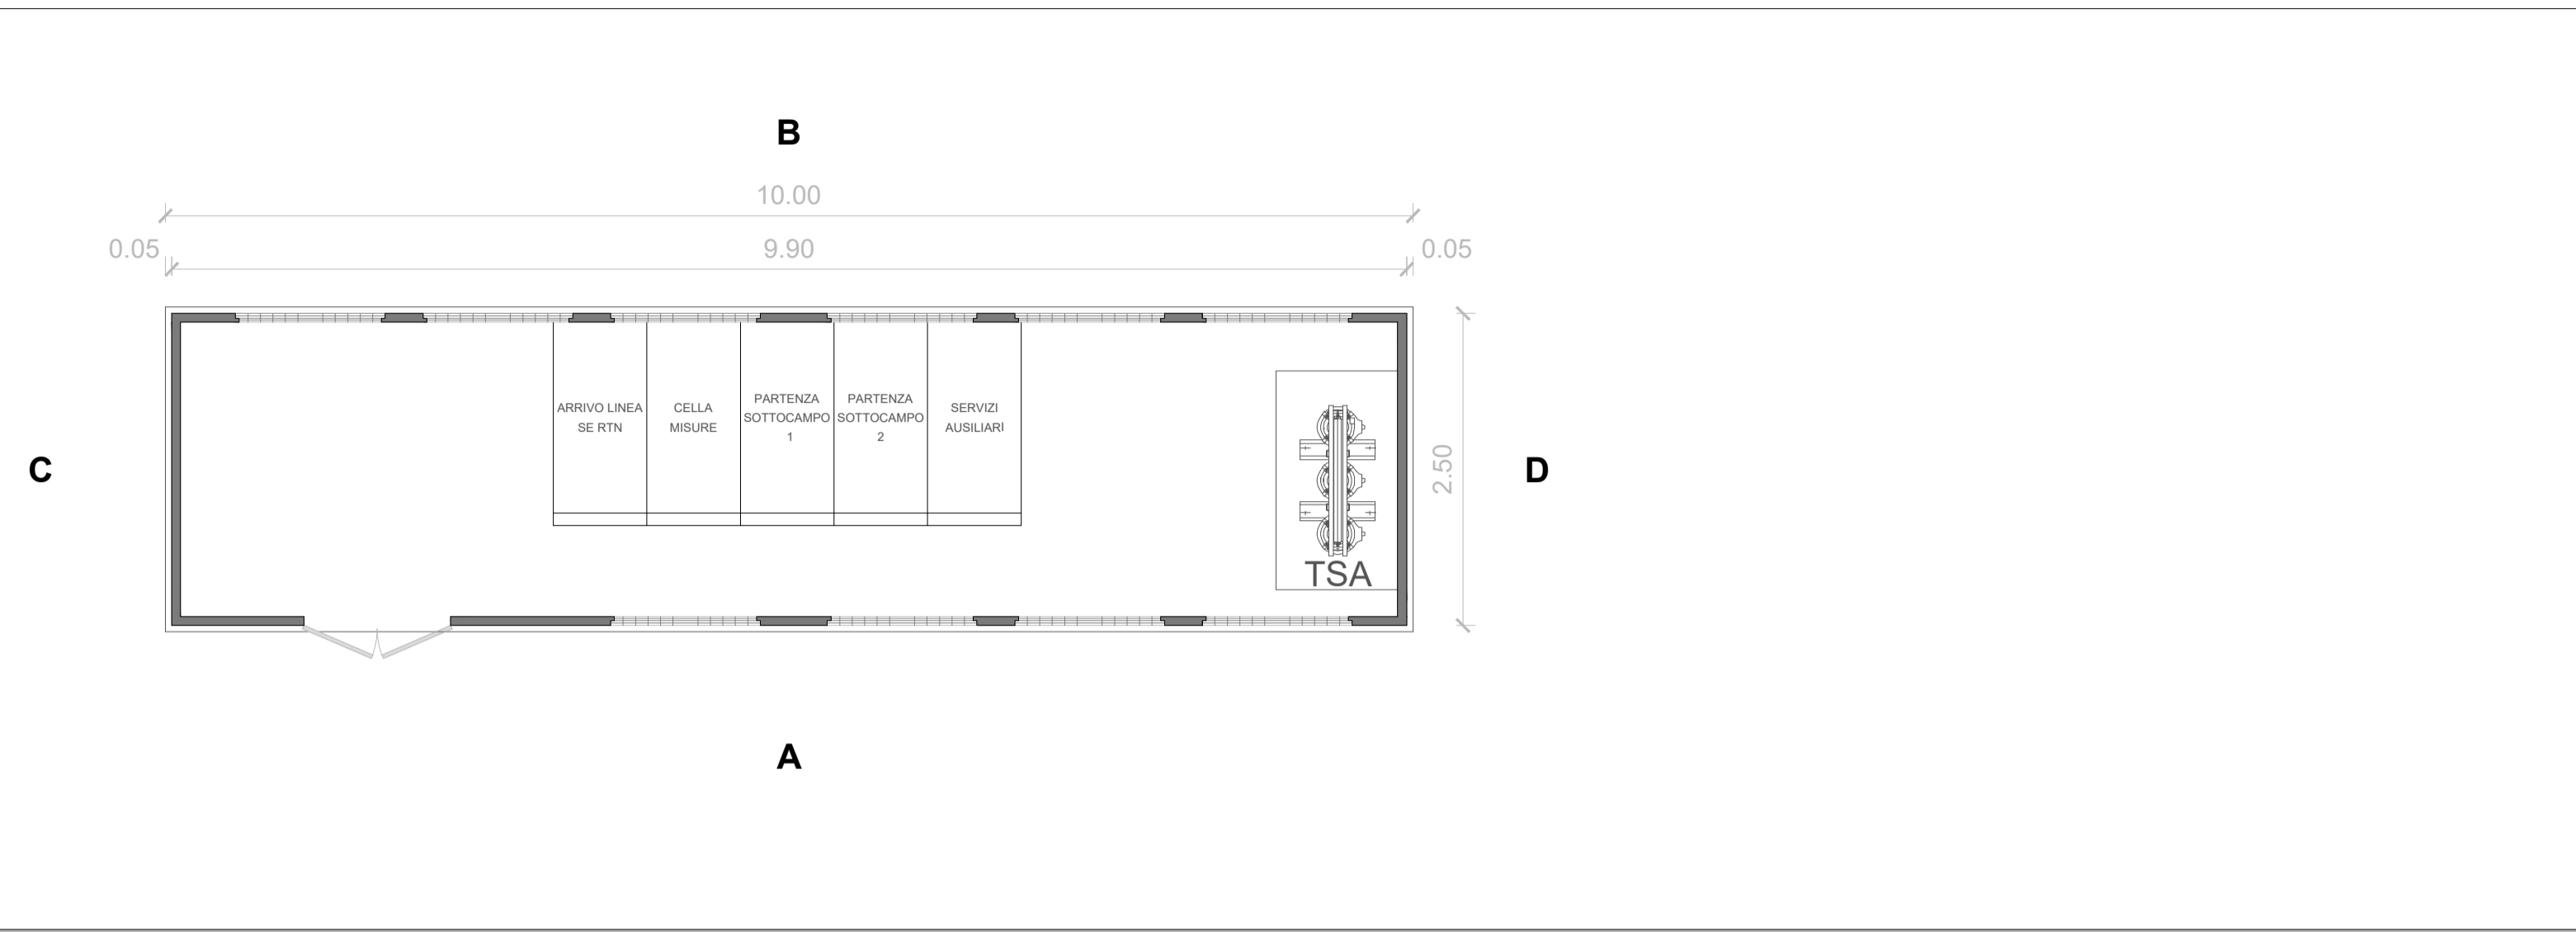 B
10.00
0.05
9.90
0.05
ARRIVO LINEA
SE RTN
CELLA
MISURE
PARTENZA
SOTTOCAMPO
1
PARTENZA
SOTTOCAMPO
2
SERVIZI
AUSILIARI
C
2.50
D
TSA
A